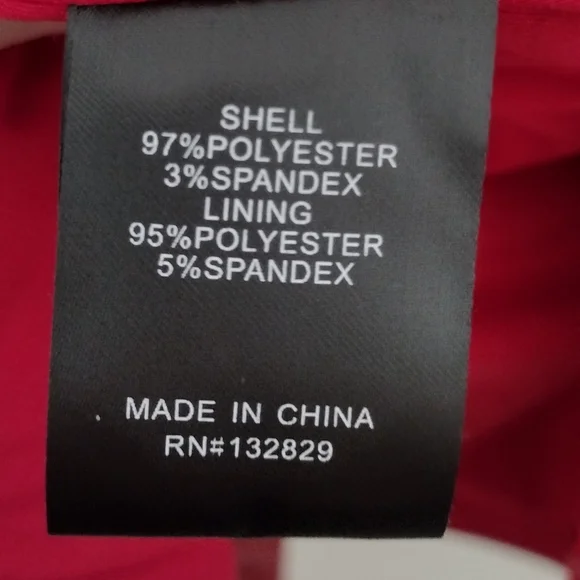 SHELL
97%POLYESTER
3%SPANDEX
LINING
95%POLYESTER
5%SPANDEX
MADE IN CHINA
RN#132829